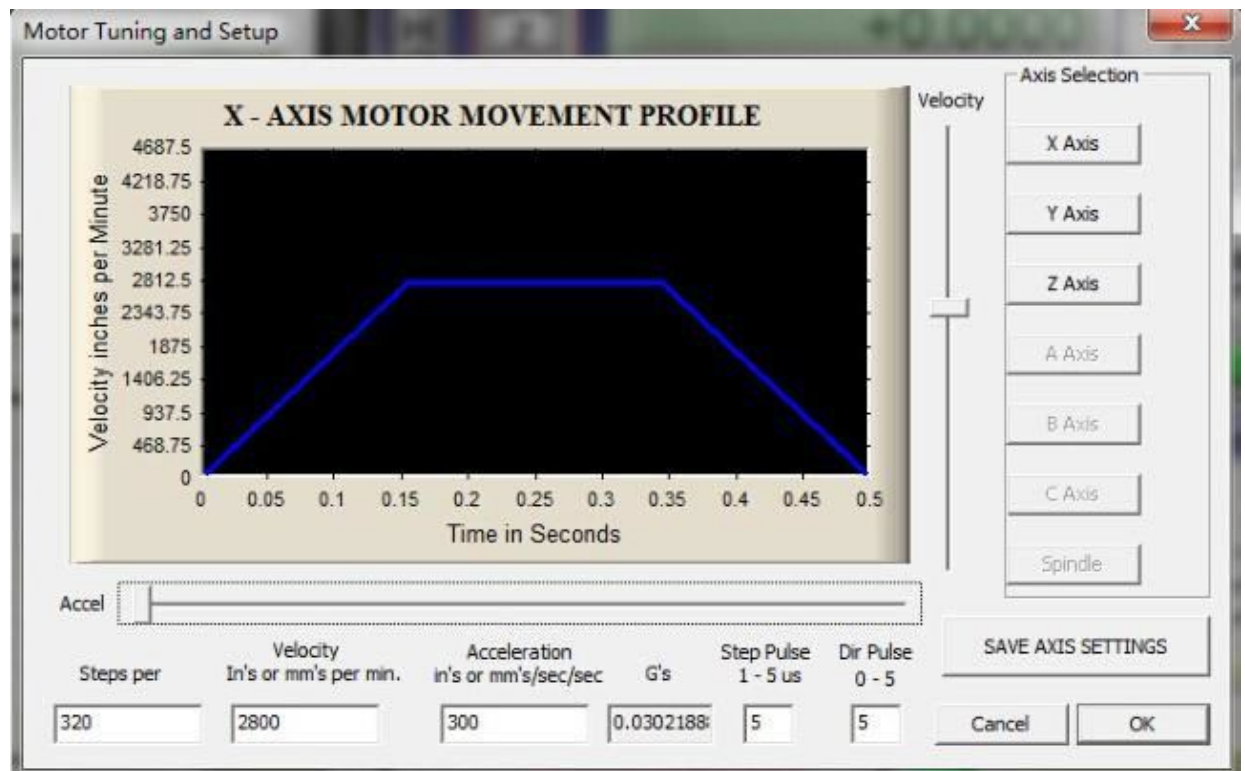 Motor Tuning and Setup
+0.0000
Z
X
X - AXIS MOTOR MOVEMENT PROFILE
Velocity inches per Minute
4687.5
4218.75
3750
3281.25
2812.5
2343.75
1875
1406.25
937.5
468.75
0
0 0.05 0.1 0.15 0.2 0.25 0.3 0.35 0.4 0.45 0.5
Time in Seconds
Velocity
Axis Selection
X Axis
Y Axis
Z Axis
A Axis
B Axis
C Axis
Spindle
Accel
SAVE AXIS SETTINGS
Steps per
Velocity
In's or mm's per min.
Acceleration
in's or mm's/sec/sec
G's
Step Pulse
1 - 5 us
Dir Pulse
0 - 5
320
2800
300
0.0302188
5
5
Cancel
OK